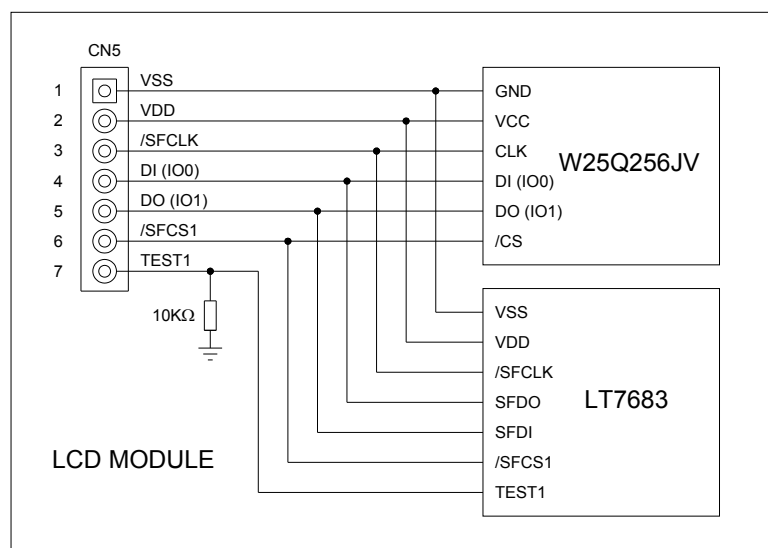 CN5
1 VSS
2 VDD
3 /SFCLK
4 DI (IO0)
5 DO (IO1)
6 /SFCS1
7 TEST1
10KΩ
LCD MODULE
GND
VCC
CLK
DI (IO0)
DO (IO1)
/CS
W25Q256JV
VSS
VDD
/SFCLK
SFDO
SFDI
/SFCS1
TEST1
LT7683